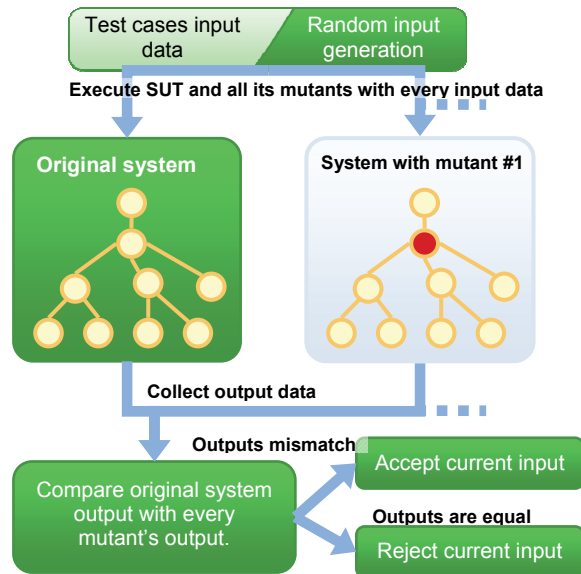 Test cases input
data
Random input
generation
Execute SUT and all its mutants with every input data
Original system
System with mutant #1
Collect output data
Outputs mismatch
Compare original system
output with every
mutant's output.
Accept current input
Outputs are equal
Reject current input